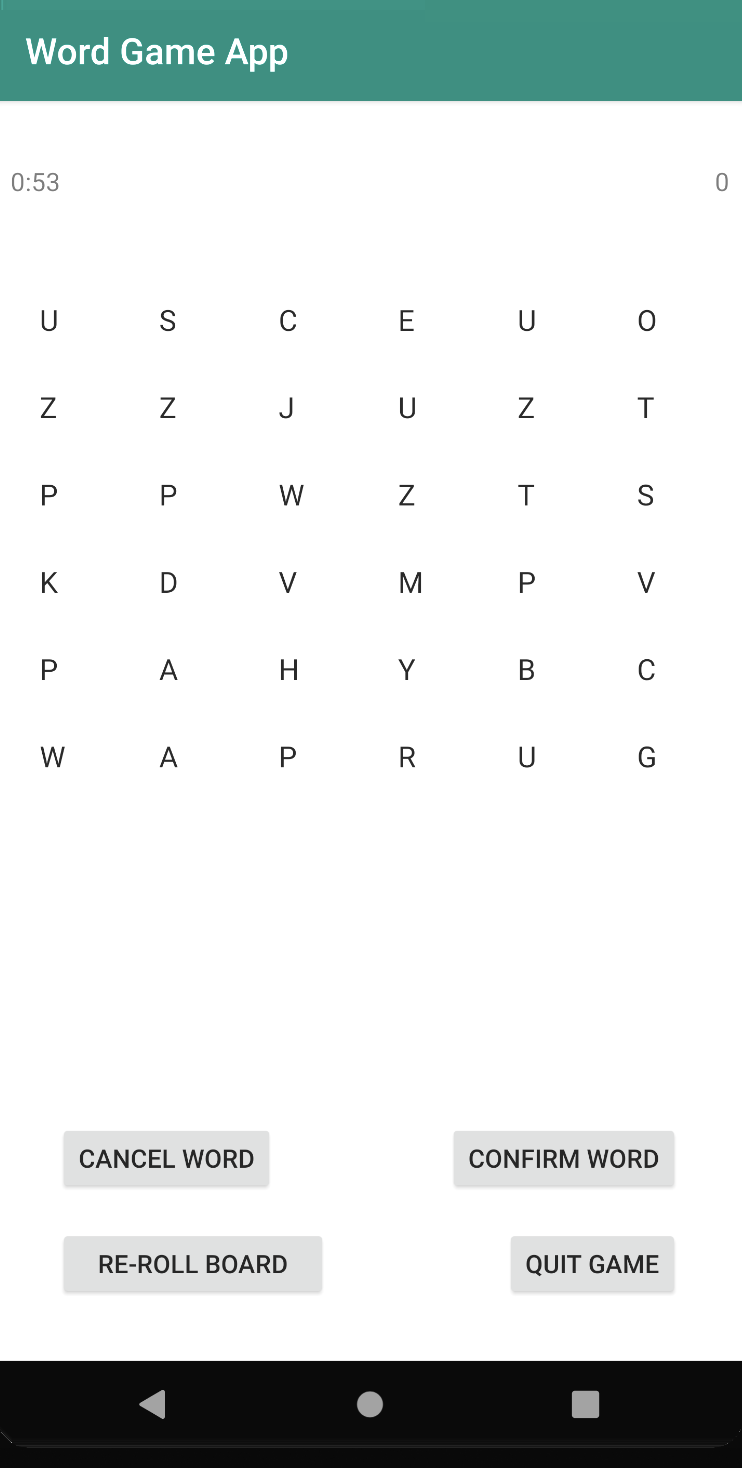 Word Game App
0:53 0
U S C E U O
Z Z J U Z T
P P W Z T S
K D V M P V
P A H Y B C
W A P R U G
CANCEL WORD CONFIRM WORD
RE-ROLL BOARD QUIT GAME